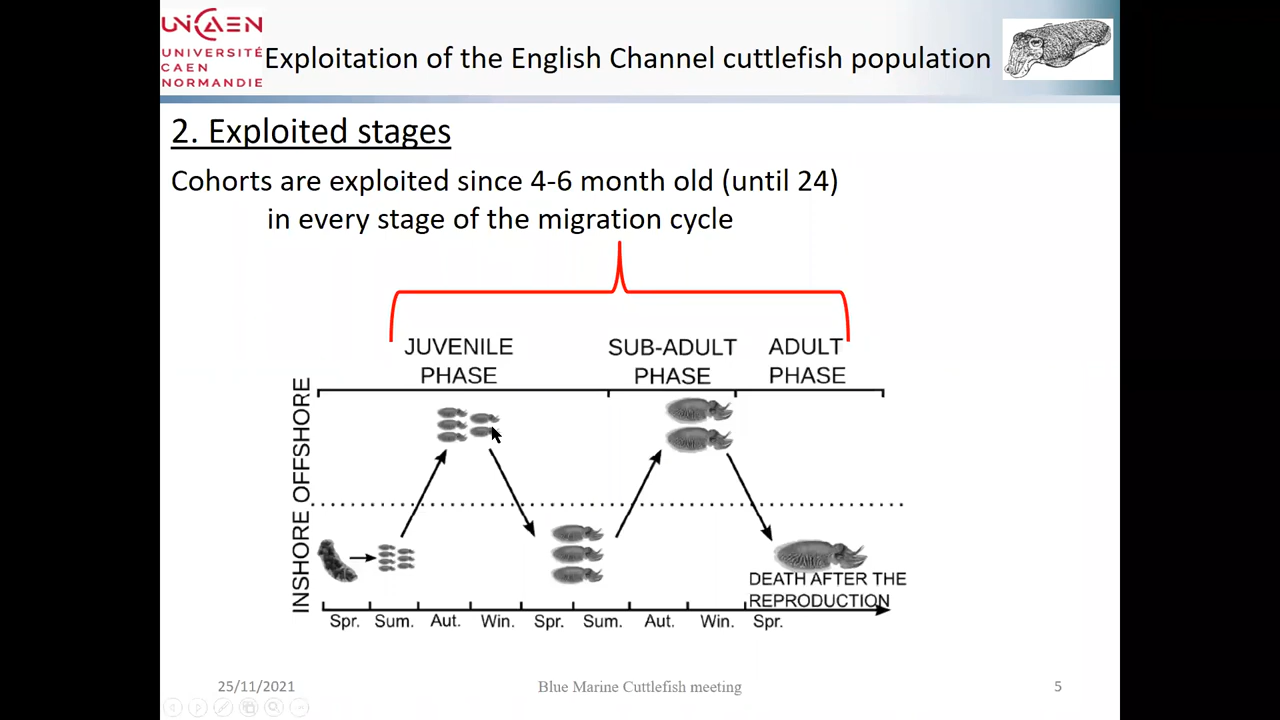 UNICAEN
UNIVERSITÉ
CAEN
NORMANDIE
Exploitation of the English Channel cuttlefish population
2. Exploited stages
Cohorts are exploited since 4-6 month old (until 24)
in every stage of the migration cycle
JUVENILE
PHASE
SUB-ADULT
PHASE
ADULT
PHASE
OFFSHORE
INSHORE
DEATH AFTER THE
REPRODUCTION
Spr. Sum. Aut. Win. Spr. Sum. Aut. Win. Spr.
25/11/2021 Blue Marine Cuttlefish meeting 5